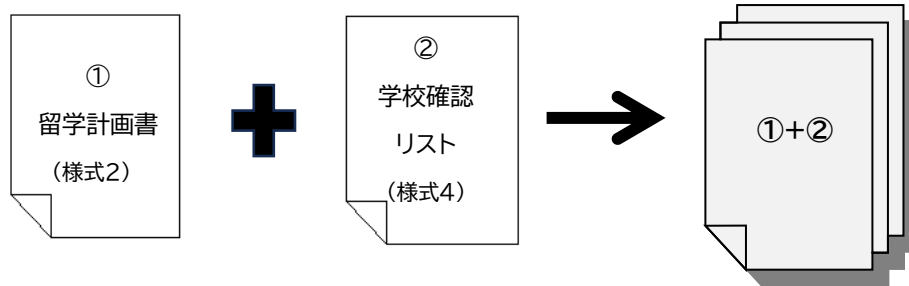 ①
留学計画書
（様式2）
②
学校確認
リスト
（様式4）
①+②